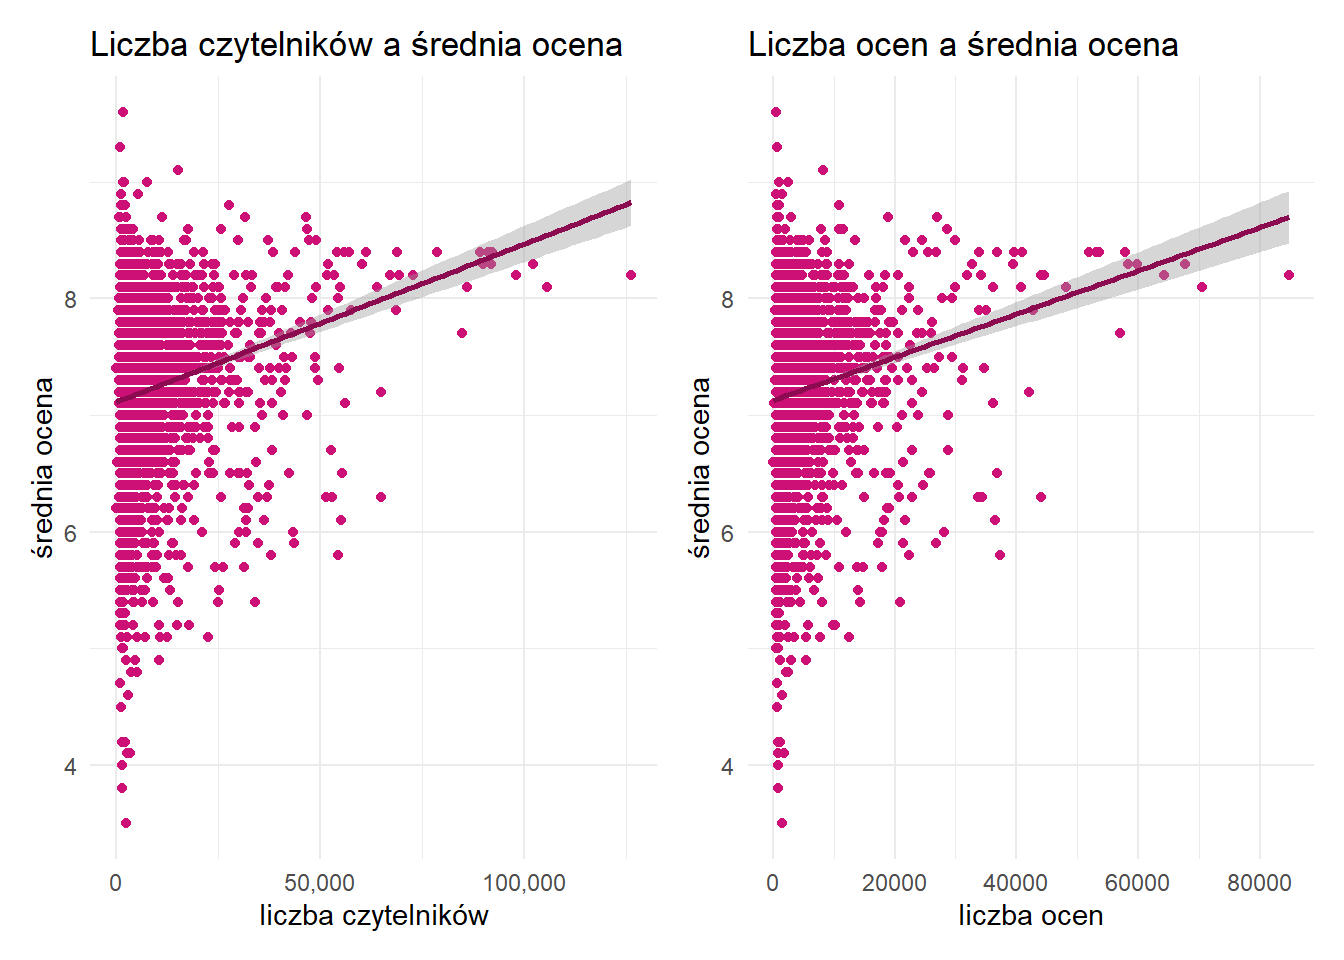 Liczba czytelników a średnia ocena
średnia ocena
8
6
4
0
50,000
100,000
liczba czytelników
Liczba ocen a średnia ocena
średnia ocena
8
6
4
0
20000
40000
60000
80000
liczba ocen